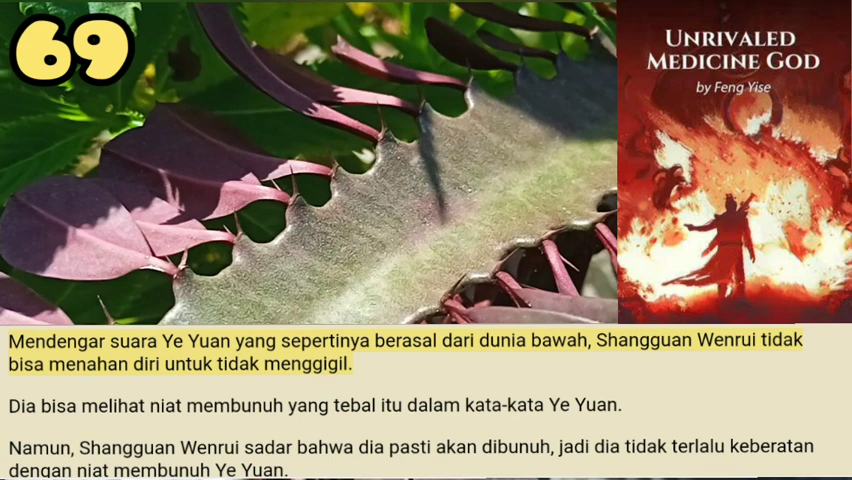 69
UNRIVALED
MEDICINE GOD
by Feng Yise
Mendengar suara Ye Yuan yang sepertinya berasal dari dunia bawah, Shangguan Wenrui tidak
bisa menahan diri untuk tidak menggigil.
Dia bisa melihat niat membunuh yang tebal itu dalam kata-kata Ye Yuan.
Namun, Shangguan Wenrui sadar bahwa dia pasti akan dibunuh, jadi dia tidak terlalu keberatan
dengan niat membunuh Ye Yuan.